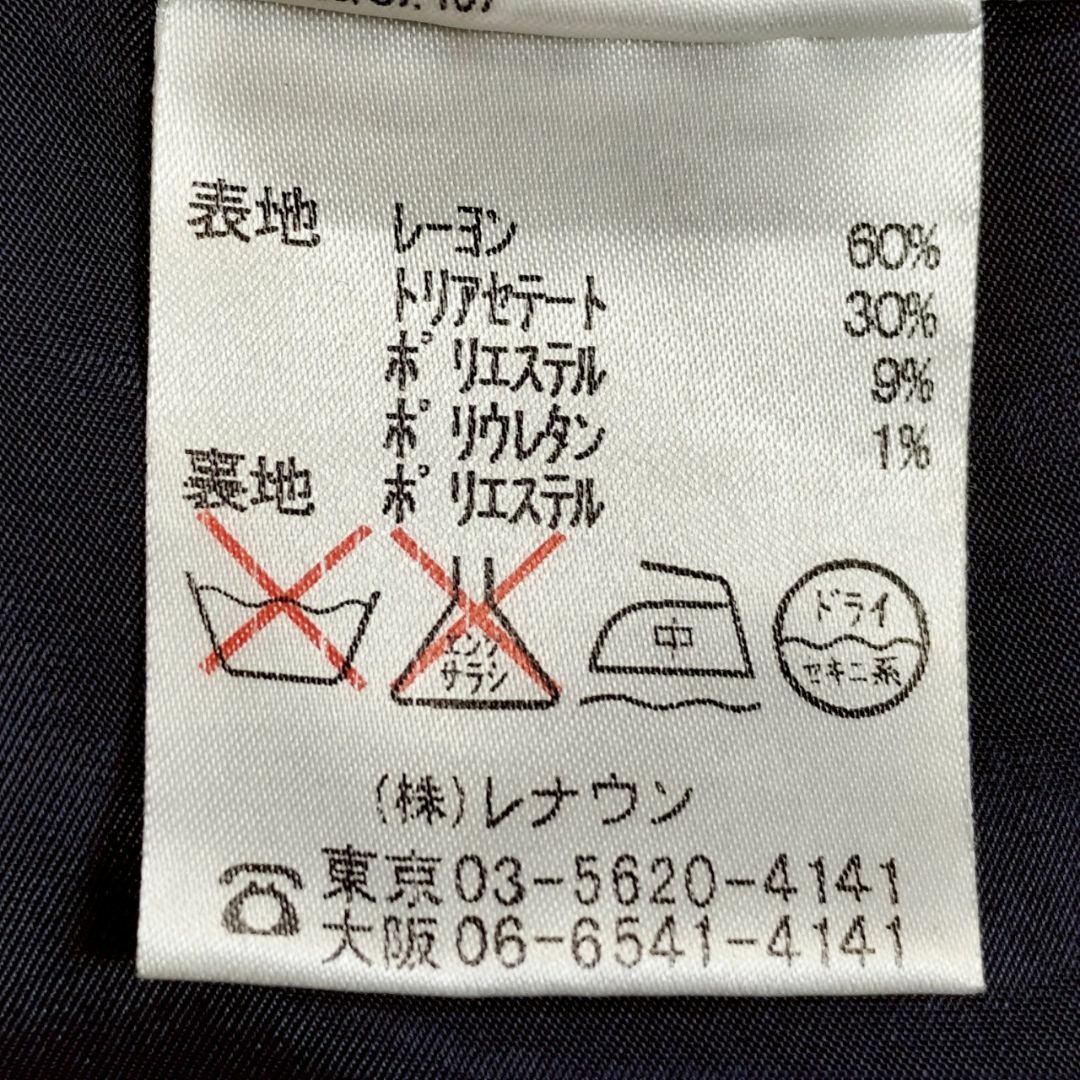 表地 レーヨン 60%
トリアセテート 30%
ポリエステル 9%
ポリウレタン 1%
裏地 ポリエステル
エンソ
サラシ
中
ドライ
セキユ系
(株)レナウン
東京03-5620-4141
大阪06-6541-4141